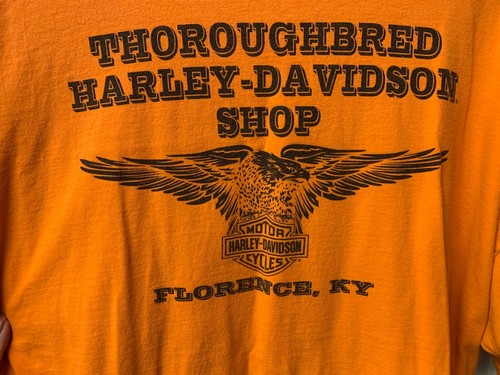 THOROUGHBRED
HARLEY-DAVIDSON
SHOP
MOTOR
HARLEY-DAVIDSON
CYCLES
FLORENCE, KY